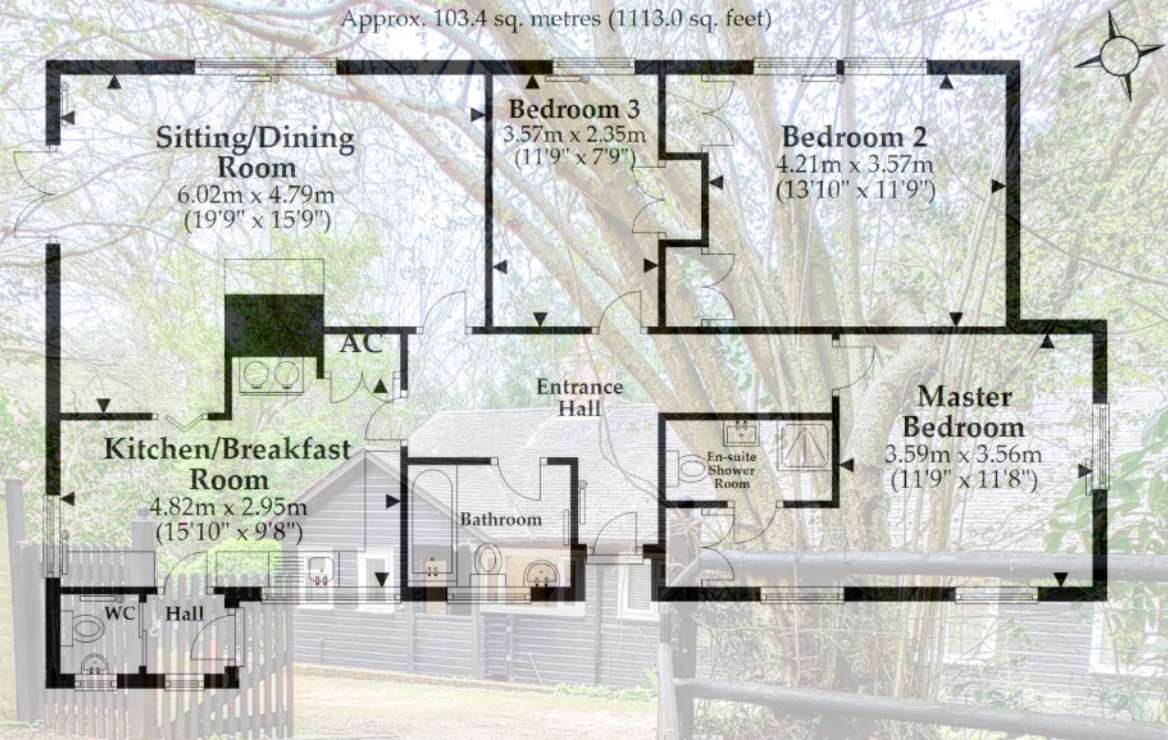 Approx. 103.4 sq. metres (1113.0 sq. feet)
Sitting/Dining
Room
6.02m x 4.79m
(19'9" x 15'9")
Bedroom 3
3.57m x 2.35m
(11'9" x 7'9")
Bedroom 2
4.21m x 3.57m
(13'10" x 11'9")
AC
Entrance
Hall
Master
Bedroom
3.59m x 3.56m
(11'9" x 11'8")
Kitchen/Breakfast
Room
4.82m x 2.95m
(15'10" x 9'8")
En-suite
Shower
Room
Bathroom
WC
Hall